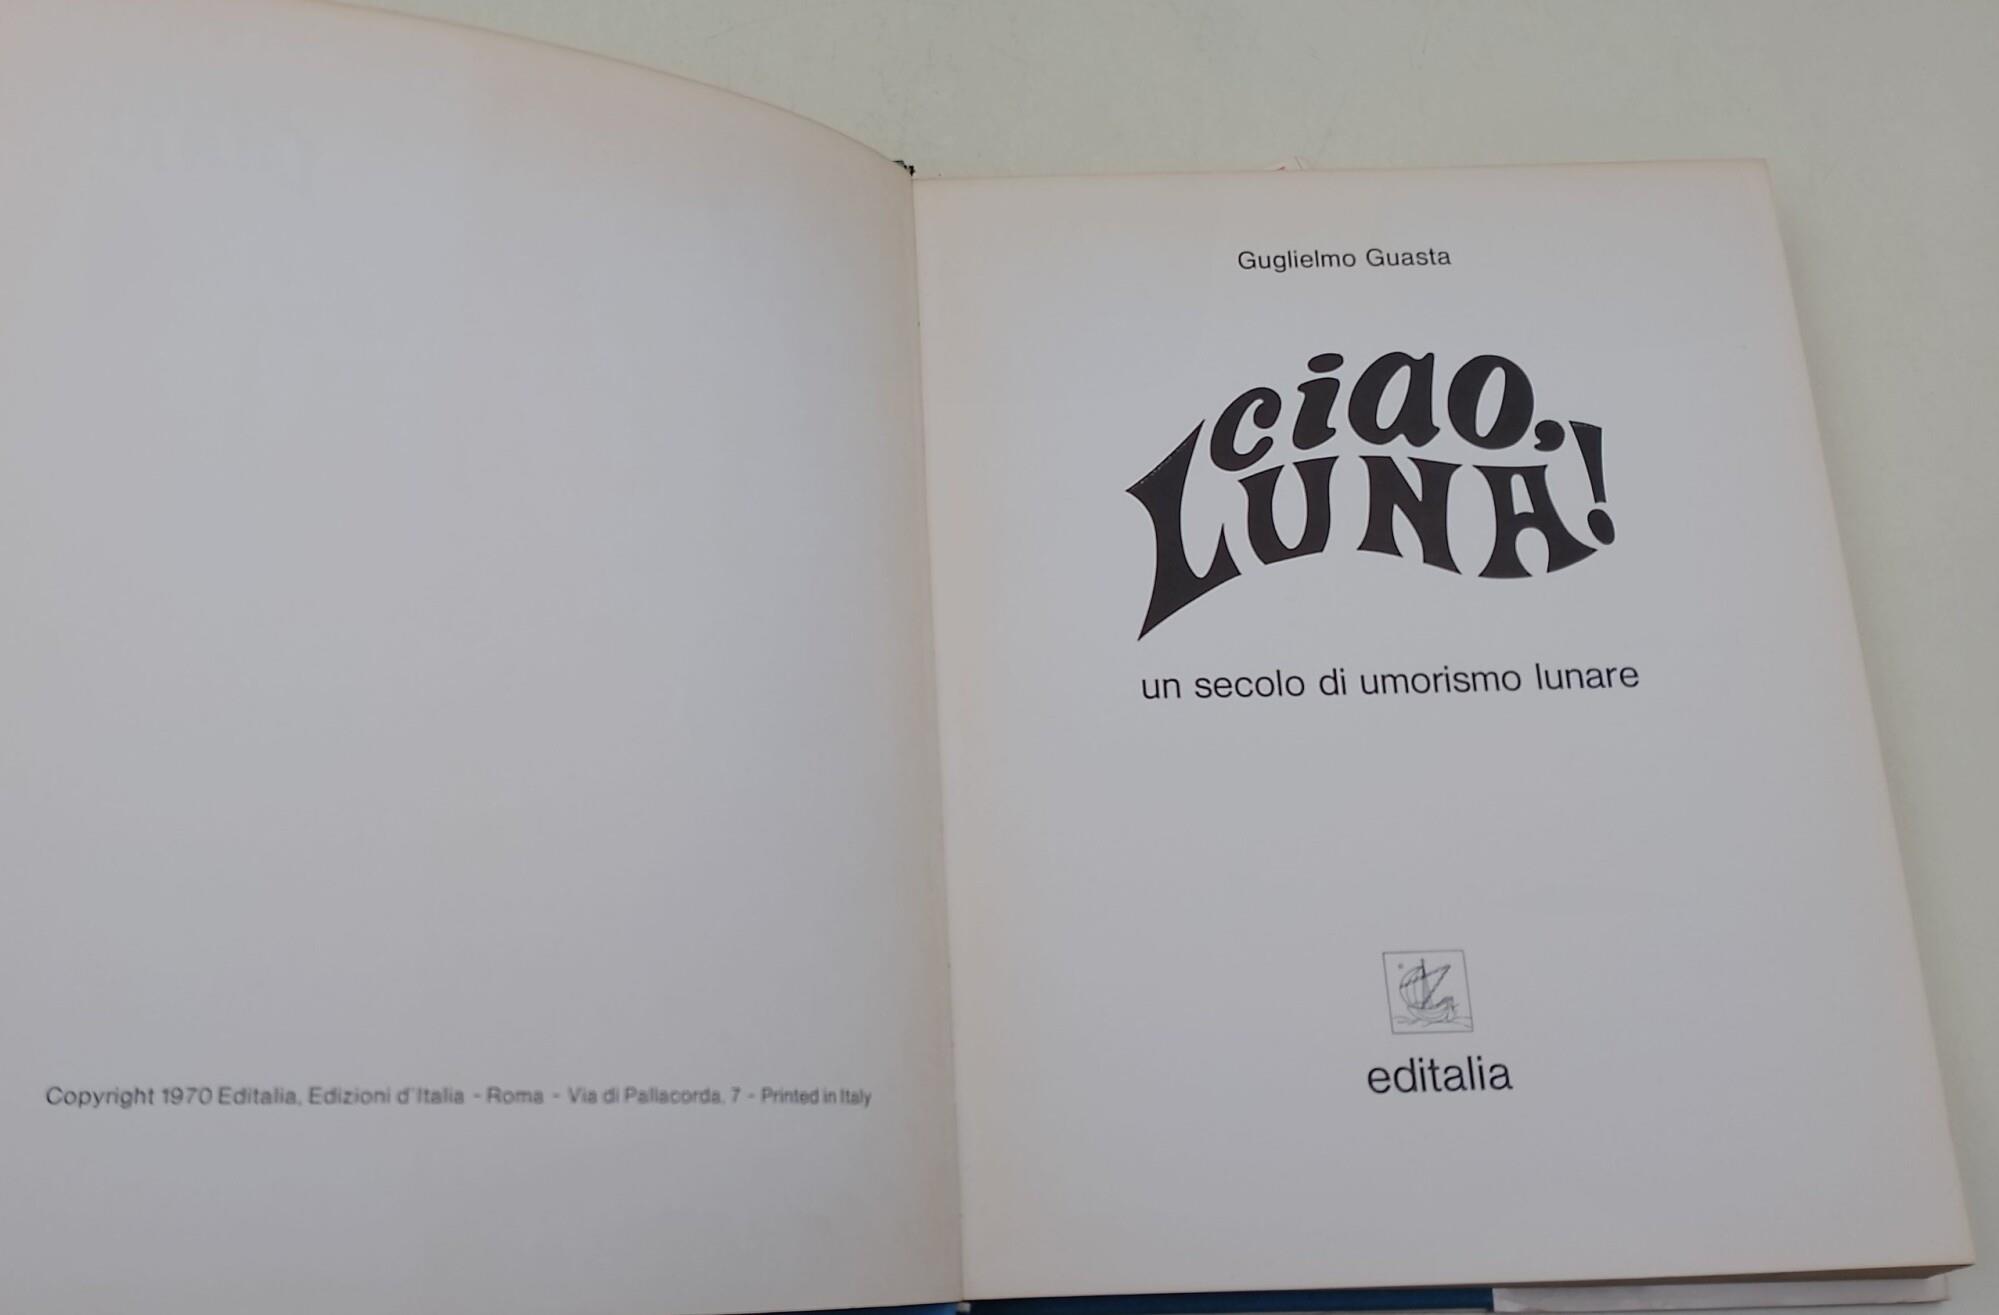 Copyright 1970 Editalia, Edizioni d'Italia - Roma - Via di Pallacorda, 7 - Printed in Italy
Guglielmo Guasta
ciao,
LUNA!
un secolo di umorismo lunare
editalia